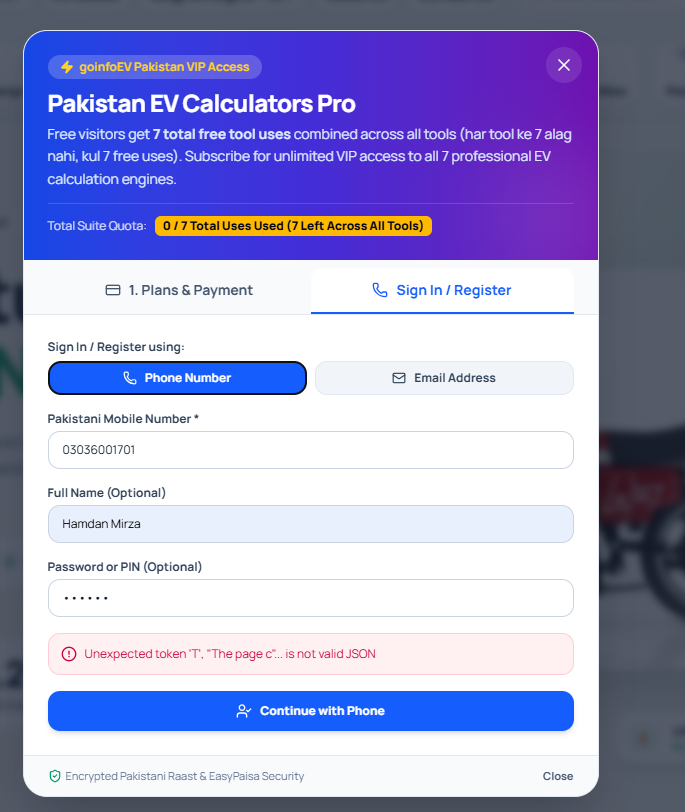 goinfoEV Pakistan VIP Access
Pakistan EV Calculators Pro
Free visitors get 7 total free tool uses combined across all tools (har tool ke 7 alag
nahi, kul 7 free uses). Subscribe for unlimited VIP access to all 7 professional EV
calculation engines.
Total Suite Quota: 0 / 7 Total Uses Used (7 Left Across All Tools)
1. Plans & Payment
Sign In / Register
Sign In / Register using:
Phone Number
Email Address
Pakistani Mobile Number *
03036001701
Full Name (Optional)
Hamdan Mirza
Password or PIN (Optional)
••••••
Unexpected token 'T', "The page c"... is not valid JSON
Continue with Phone
Encrypted Pakistani Raast & EasyPaisa Security
Close